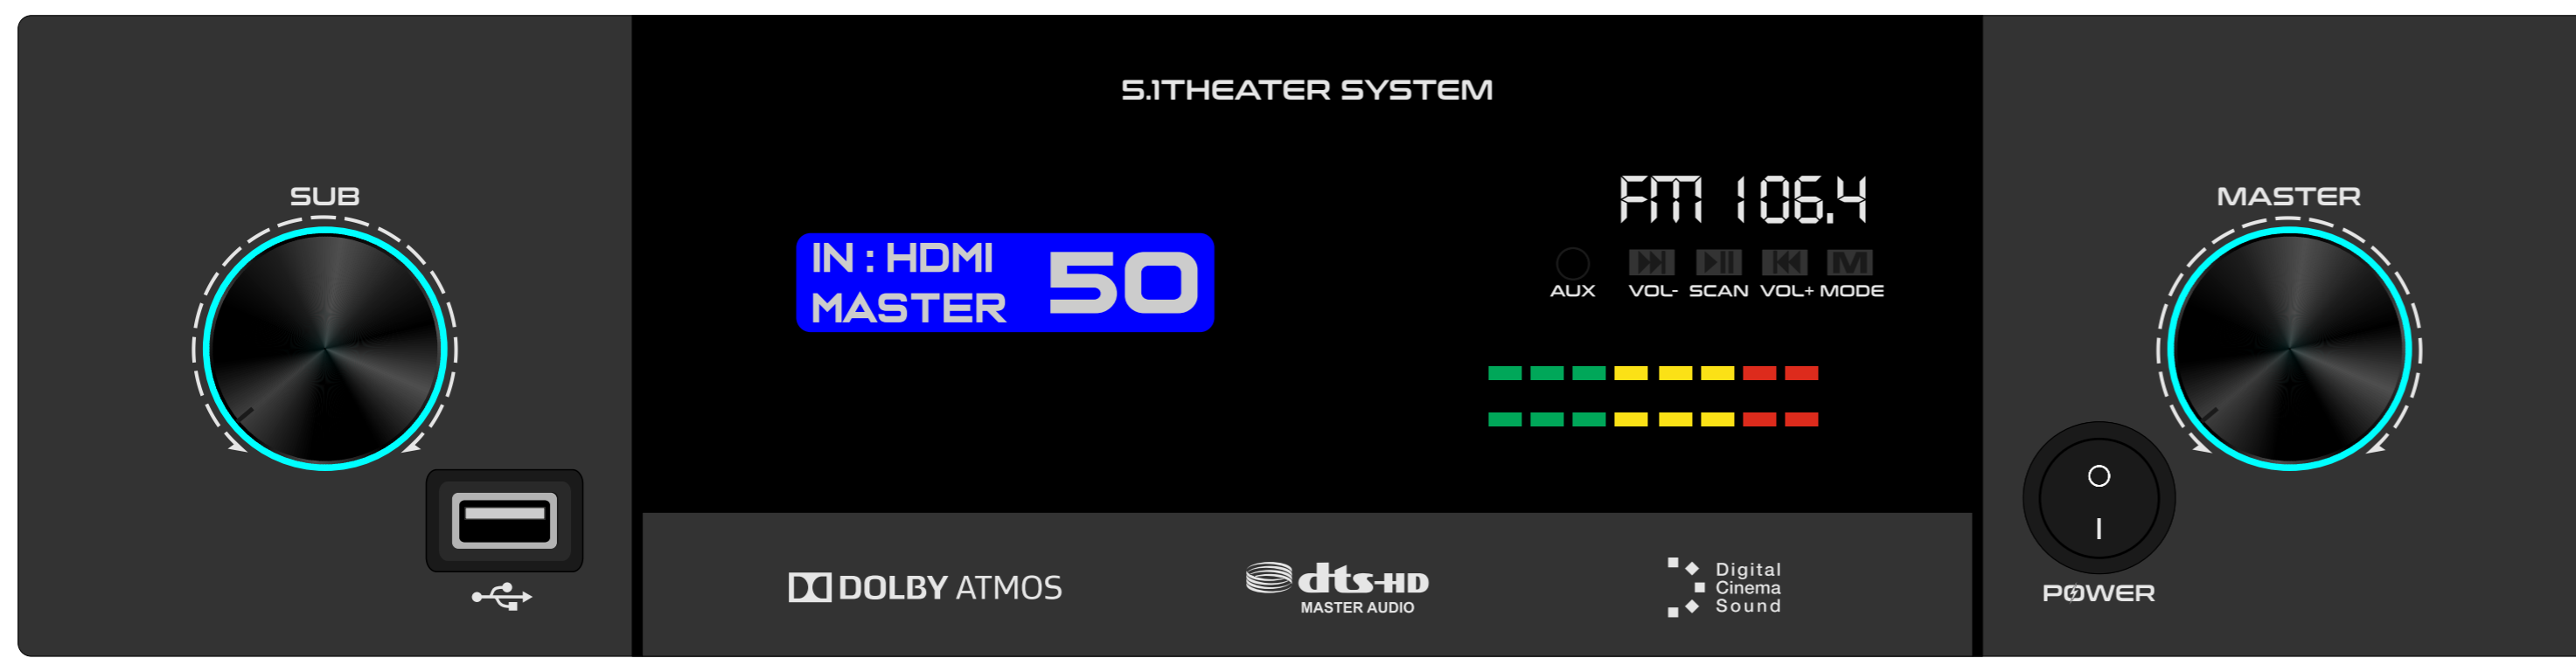 5.1THEATER SYSTEM
SUB
MASTER
FM 106.4
IN : HDMI
MASTER
50
M
AUX VOL- SCAN VOL+ MODE
DOLBY ATMOS
dts-HD
MASTER AUDIO
Digital
Cinema
Sound
POWER